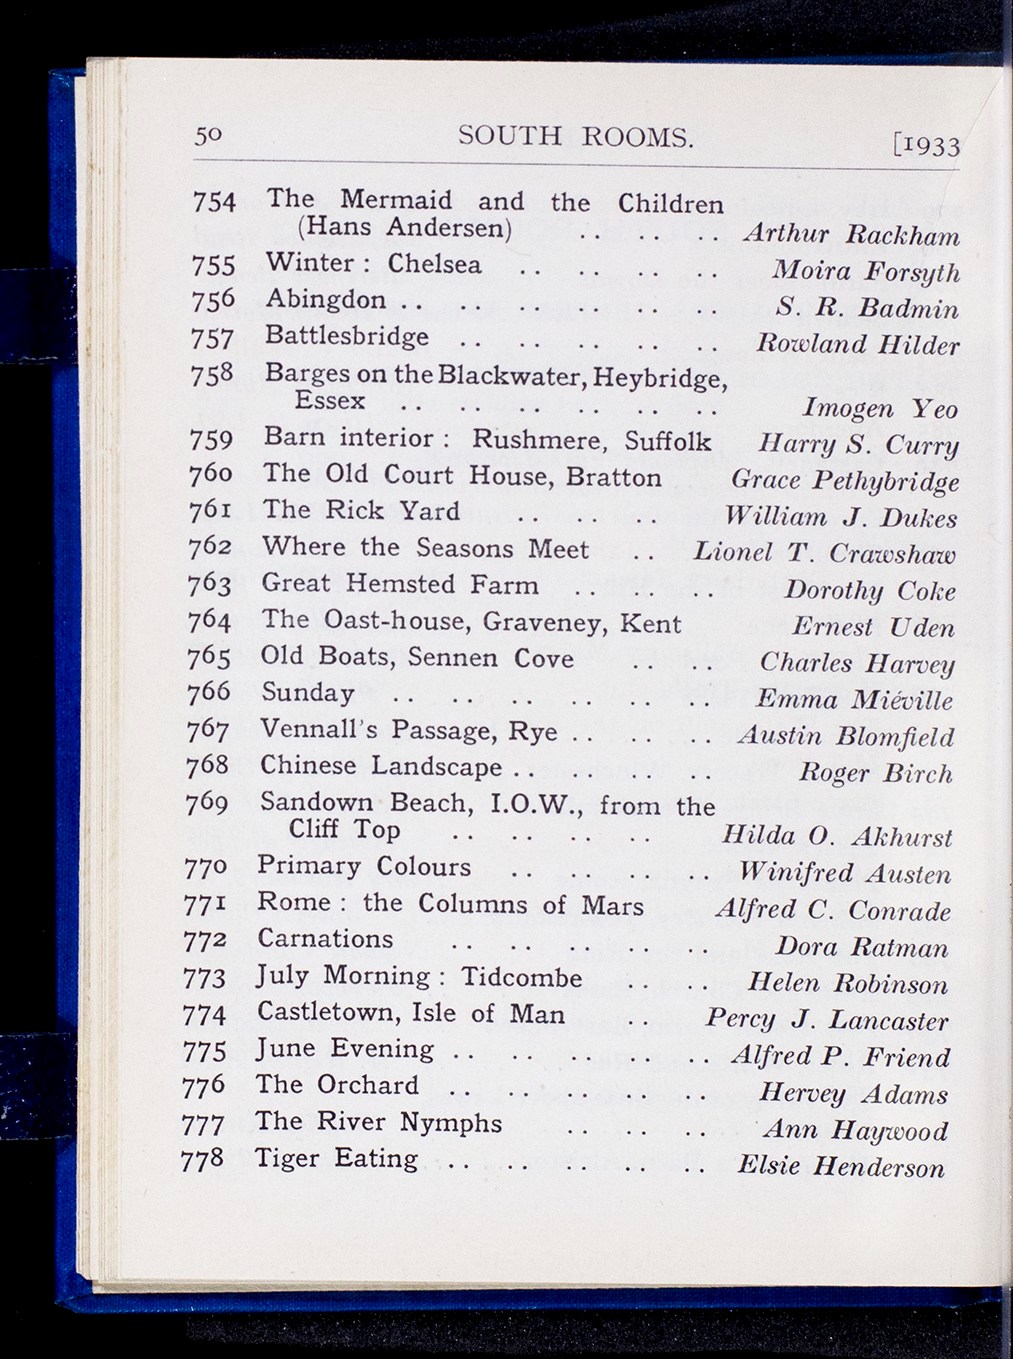 50 SOUTH ROOMS. [1933
754 The Mermaid and the Children
(Hans Andersen) .. .. .. Arthur Rackham
755 Winter : Chelsea .. .. .. .. Moira Forsyth
756 Abingdon .. .. .. .. .. .. S. R. Badmin
757 Battlesbridge .. .. .. .. .. Rowland Hilder
758 Barges on the Blackwater, Heybridge,
Essex .. .. .. .. .. .. Imogen Yeo
759 Barn interior : Rushmere, Suffolk Harry S. Curry
760 The Old Court House, Bratton Grace Pethybridge
761 The Rick Yard .. .. .. William J. Dukes
762 Where the Seasons Meet .. Lionel T. Crawshaw
763 Great Hemsted Farm .. .. .. Dorothy Coke
764 The Oast-house, Graveney, Kent Ernest Uden
765 Old Boats, Sennen Cove .. .. Charles Harvey
766 Sunday .. .. .. .. .. .. Emma Miéville
767 Vennall's Passage, Rye .. .. .. Austin Blomfield
768 Chinese Landscape .. .. .. .. Roger Birch
769 Sandown Beach, I.O.W., from the
Cliff Top .. .. .. .. Hilda O. Akhurst
770 Primary Colours .. .. .. .. Winifred Austen
771 Rome : the Columns of Mars Alfred C. Conrade
772 Carnations .. .. .. .. .. Dora Ratman
773 July Morning : Tidcombe .. .. Helen Robinson
774 Castletown, Isle of Man .. Percy J. Lancaster
775 June Evening .. .. .. .. .. Alfred P. Friend
776 The Orchard .. .. .. .. .. Hervey Adams
777 The River Nymphs .. .. .. Ann Haywood
778 Tiger Eating .. .. .. .. .. Elsie Henderson